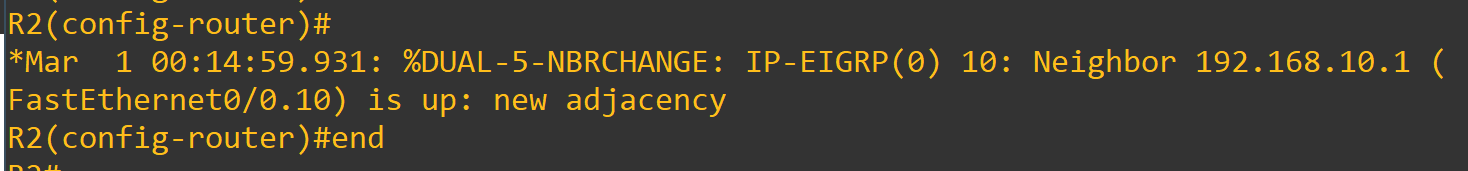 R2(config-router)#
*Mar  1 00:14:59.931: %DUAL-5-NBRCHANGE: IP-EIGRP(0) 10: Neighbor 192.168.10.1 (
FastEthernet0/0.10) is up: new adjacency
R2(config-router)#end
R2#